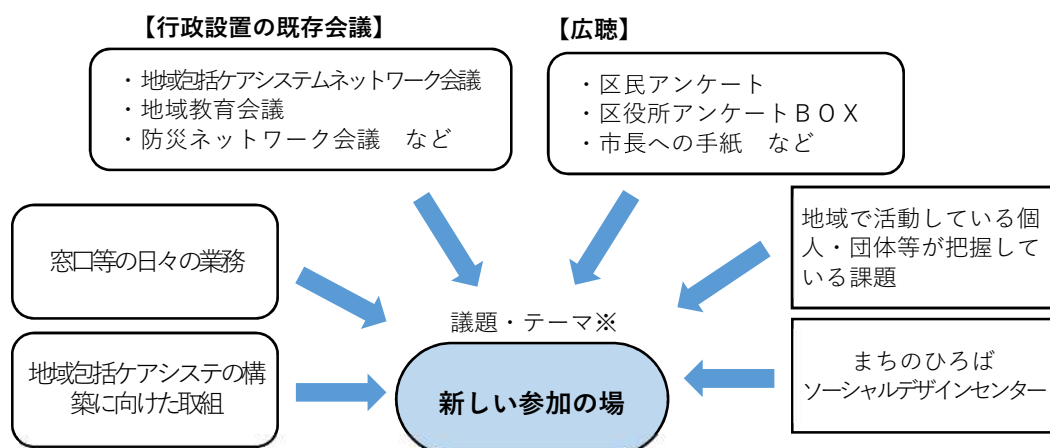 【行政設置の既存会議】
・地域包括ケアシステムネットワーク会議
・地域教育会議
・防災ネットワーク会議　など
【広聴】
・区民アンケート
・区役所アンケートＢＯＸ
・市長への手紙　など
窓口等の日々の業務
地域包括ケアシステの構
築に向けた取組
地域で活動している個
人・団体等が把握して
いる課題
まちのひろば
ソーシャルデザインセンター
議題・テーマ※
新しい参加の場